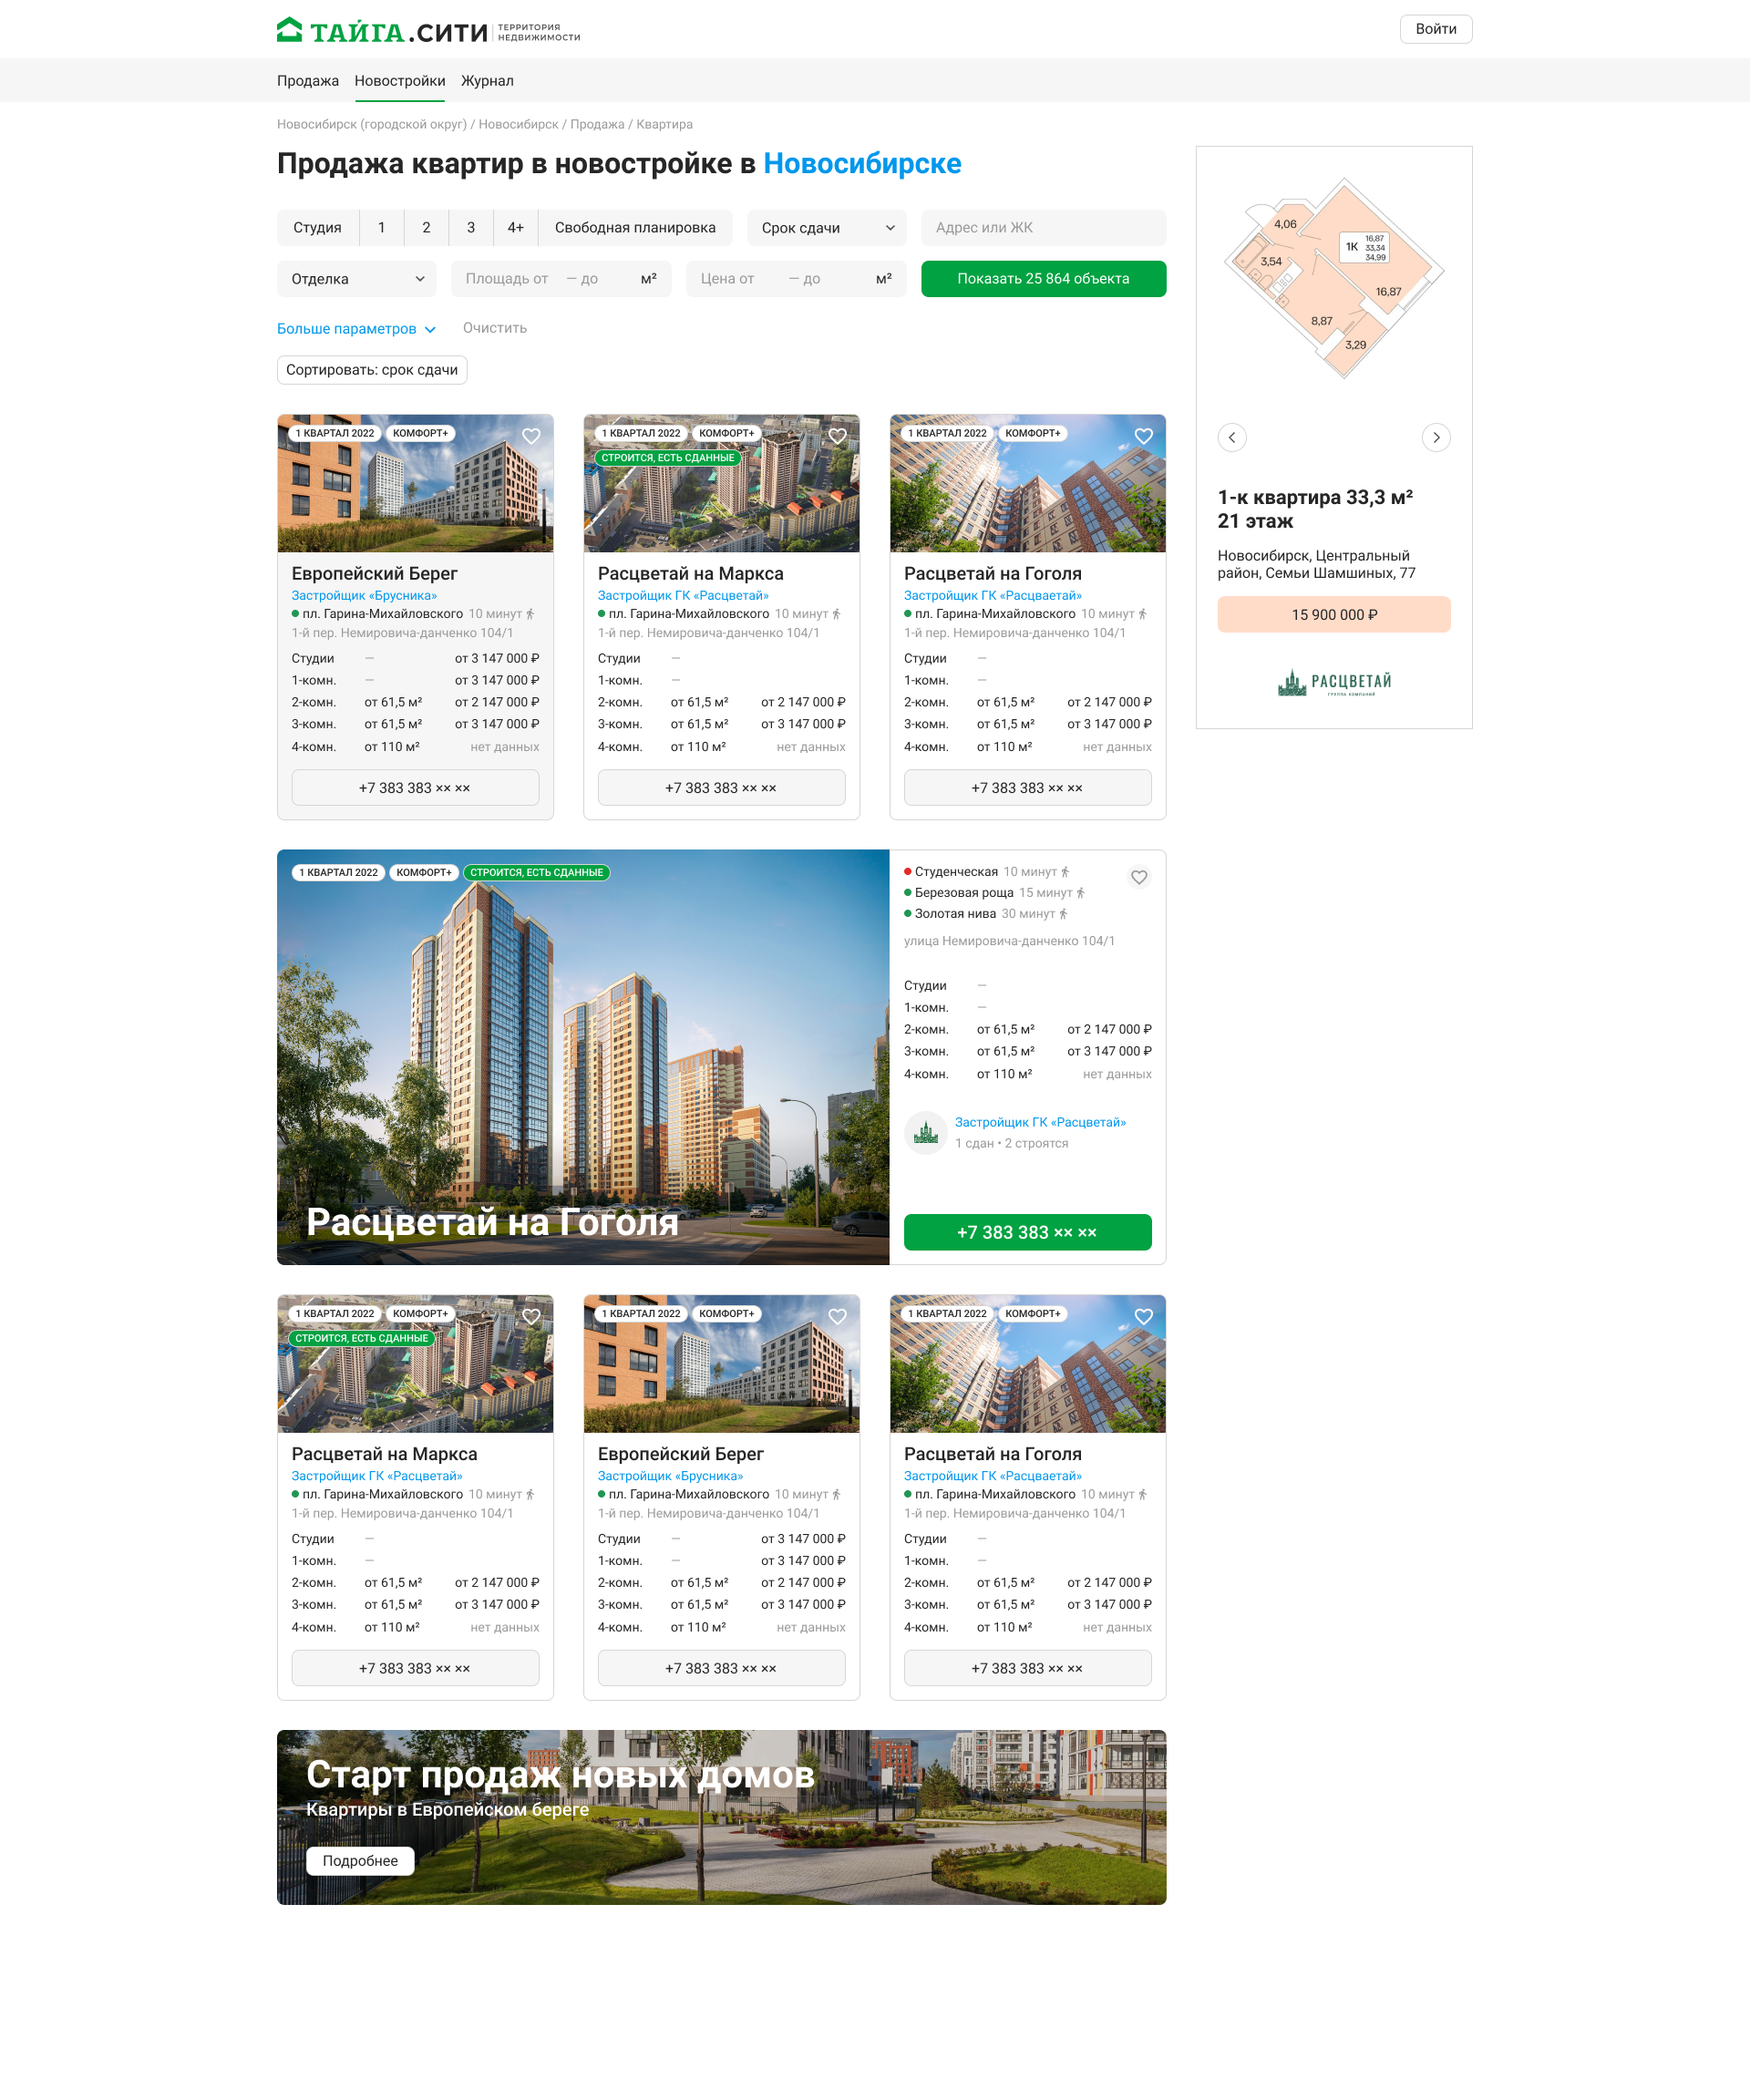 ТАЙГА.СИТИ ТЕРРИТОРИЯ
НЕДВИЖИМОСТИ
Войти
Продажа Новостройки Журнал
Новосибирск (городской округ) / Новосибирск / Продажа / Квартира
Продажа квартир в новостройке в Новосибирске
Студия 1 2 3 4+ Свободная планировка Срок сдачи Адрес или ЖК
Отделка Площадь от — до м² Цена от — до м² Показать 25 864 объекта
Больше параметров Очистить
Сортировать: срок сдачи
1 КВАРТАЛ 2022 КОМФОРТ+
Европейский Берег
Застройщик «Брусника»
пл. Гарина-Михайловского 10 минут
1-й пер. Немировича-данченко 104/1
Студии — от 3 147 000 ₽
1-комн. — от 3 147 000 ₽
2-комн. от 61,5 м² от 2 147 000 ₽
3-комн. от 61,5 м² от 3 147 000 ₽
4-комн. от 110 м² нет данных
+7 383 383 ×× ××
1 КВАРТАЛ 2022 КОМФОРТ+
СТРОИТСЯ, ЕСТЬ СДАННЫЕ
Расцветай на Маркса
Застройщик ГК «Расцветай»
пл. Гарина-Михайловского 10 минут
1-й пер. Немировича-данченко 104/1
Студии —
1-комн. —
2-комн. от 61,5 м² от 2 147 000 ₽
3-комн. от 61,5 м² от 3 147 000 ₽
4-комн. от 110 м² нет данных
+7 383 383 ×× ××
1 КВАРТАЛ 2022 КОМФОРТ+
Расцветай на Гоголя
Застройщик ГК «Расцваетай»
пл. Гарина-Михайловского 10 минут
1-й пер. Немировича-данченко 104/1
Студии —
1-комн. —
2-комн. от 61,5 м² от 2 147 000 ₽
3-комн. от 61,5 м² от 3 147 000 ₽
4-комн. от 110 м² нет данных
+7 383 383 ×× ××
4,06
1К 16,87
33,34
34,99
3,54
16,87
8,87
3,29
1-к квартира 33,3 м²
21 этаж
Новосибирск, Центральный
район, Семьи Шамшиных, 77
15 900 000 ₽
РАСЦВЕТАЙ
ГРУППА КОМПАНИЙ
1 КВАРТАЛ 2022 КОМФОРТ+ СТРОИТСЯ, ЕСТЬ СДАННЫЕ
Расцветай на Гоголя
Студенческая 10 минут
Березовая роща 15 минут
Золотая нива 30 минут
улица Немировича-данченко 104/1
Студии —
1-комн. —
2-комн. от 61,5 м² от 2 147 000 ₽
3-комн. от 61,5 м² от 3 147 000 ₽
4-комн. от 110 м² нет данных
Застройщик ГК «Расцветай»
1 сдан • 2 строятся
+7 383 383 ×× ××
1 КВАРТАЛ 2022 КОМФОРТ+
СТРОИТСЯ, ЕСТЬ СДАННЫЕ
Расцветай на Маркса
Застройщик ГК «Расцветай»
пл. Гарина-Михайловского 10 минут
1-й пер. Немировича-данченко 104/1
Студии —
1-комн. —
2-комн. от 61,5 м² от 2 147 000 ₽
3-комн. от 61,5 м² от 3 147 000 ₽
4-комн. от 110 м² нет данных
+7 383 383 ×× ××
1 КВАРТАЛ 2022 КОМФОРТ+
Европейский Берег
Застройщик «Брусника»
пл. Гарина-Михайловского 10 минут
1-й пер. Немировича-данченко 104/1
Студии — от 3 147 000 ₽
1-комн. — от 3 147 000 ₽
2-комн. от 61,5 м² от 2 147 000 ₽
3-комн. от 61,5 м² от 3 147 000 ₽
4-комн. от 110 м² нет данных
+7 383 383 ×× ××
1 КВАРТАЛ 2022 КОМФОРТ+
Расцветай на Гоголя
Застройщик ГК «Расцваетай»
пл. Гарина-Михайловского 10 минут
1-й пер. Немировича-данченко 104/1
Студии —
1-комн. —
2-комн. от 61,5 м² от 2 147 000 ₽
3-комн. от 61,5 м² от 3 147 000 ₽
4-комн. от 110 м² нет данных
+7 383 383 ×× ××
Старт продаж новых домов
Квартиры в Европейском береге
Подробнее